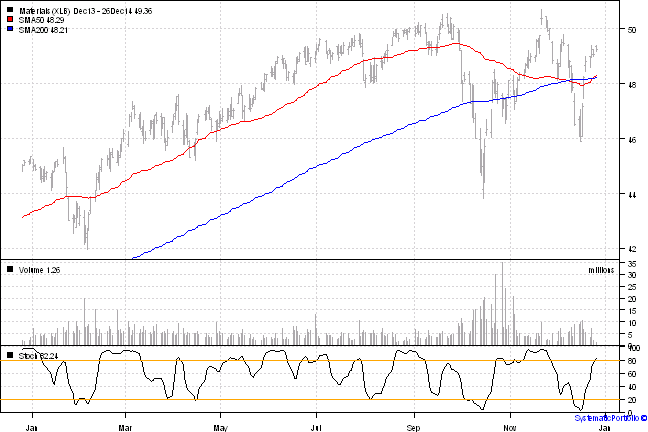 Materials (XLB) Dec13 - 26Dec14 49.36
SMA50 48.29
SMA200 48.21
50
48
46
44
42
Volume 1.26
millions
35
30
25
20
15
10
5
0
Stoch 82.24
100
80
60
40
20
0
Jan Mar May Jul Sep Nov Jan
SystematicPortfolio ©